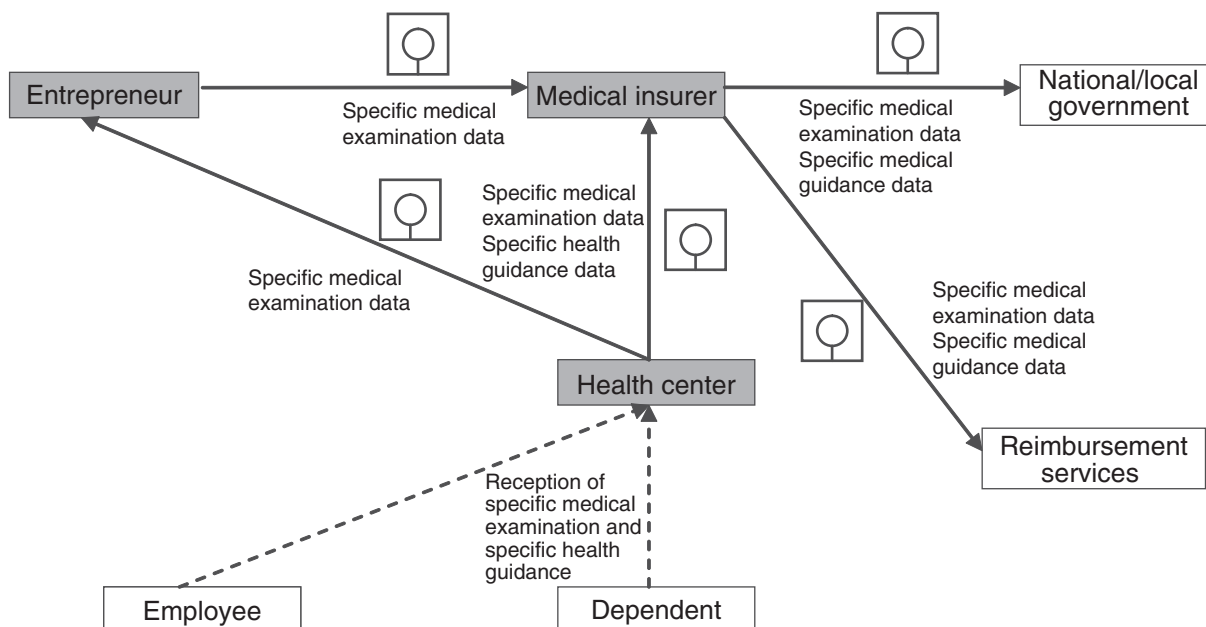 Entrepreneur
Specific medical
examination data
Medical insurer
Specific medical
examination data
Specific medical
guidance data
National/local
government
Specific medical
examination data
Specific medical
examination data
Specific health
guidance data
Specific medical
examination data
Specific medical
guidance data
Health center
Reimbursement
services
Reception of
specific medical
examination and
specific health
guidance
Employee
Dependent